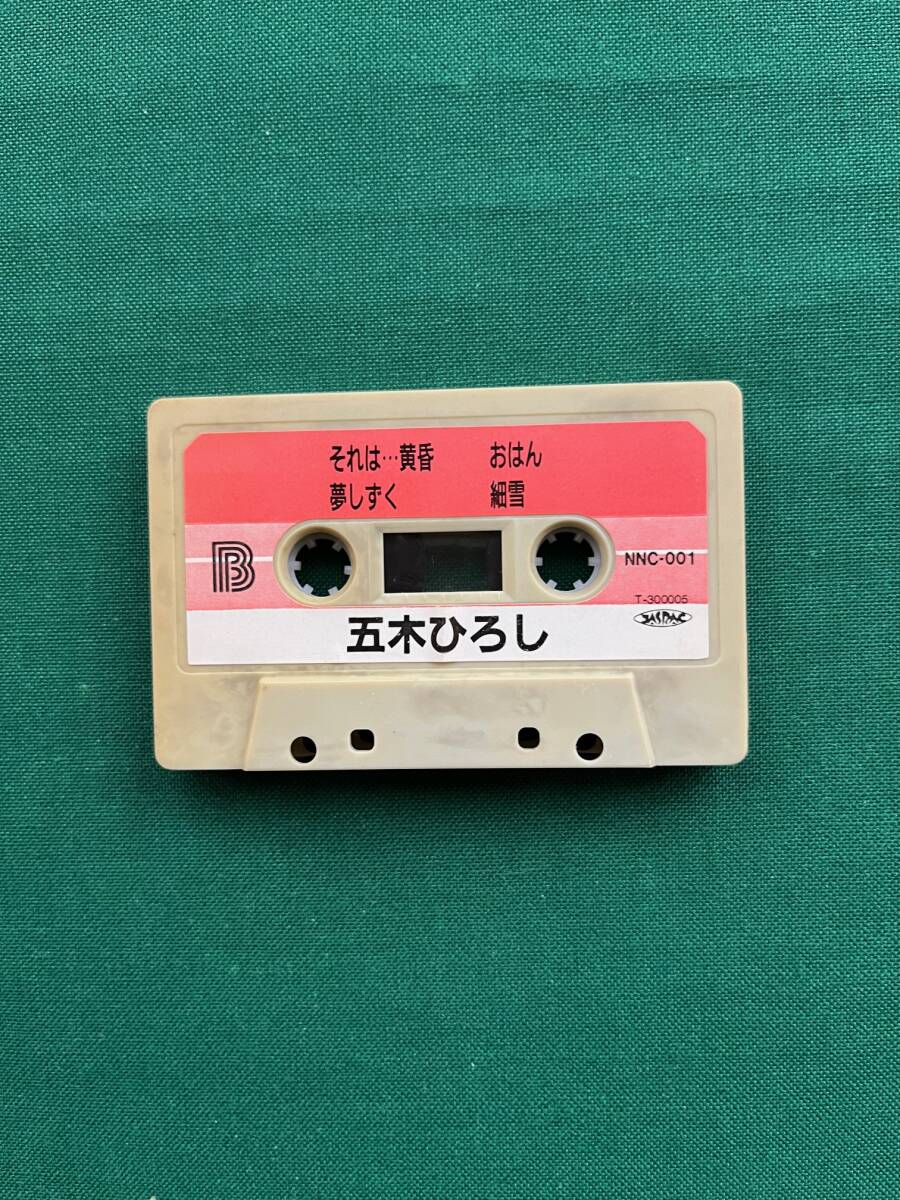 それは…黄昏 おはん
夢しずく 細雪
B
NNC-001
T-300005
JASRAC
五木ひろし